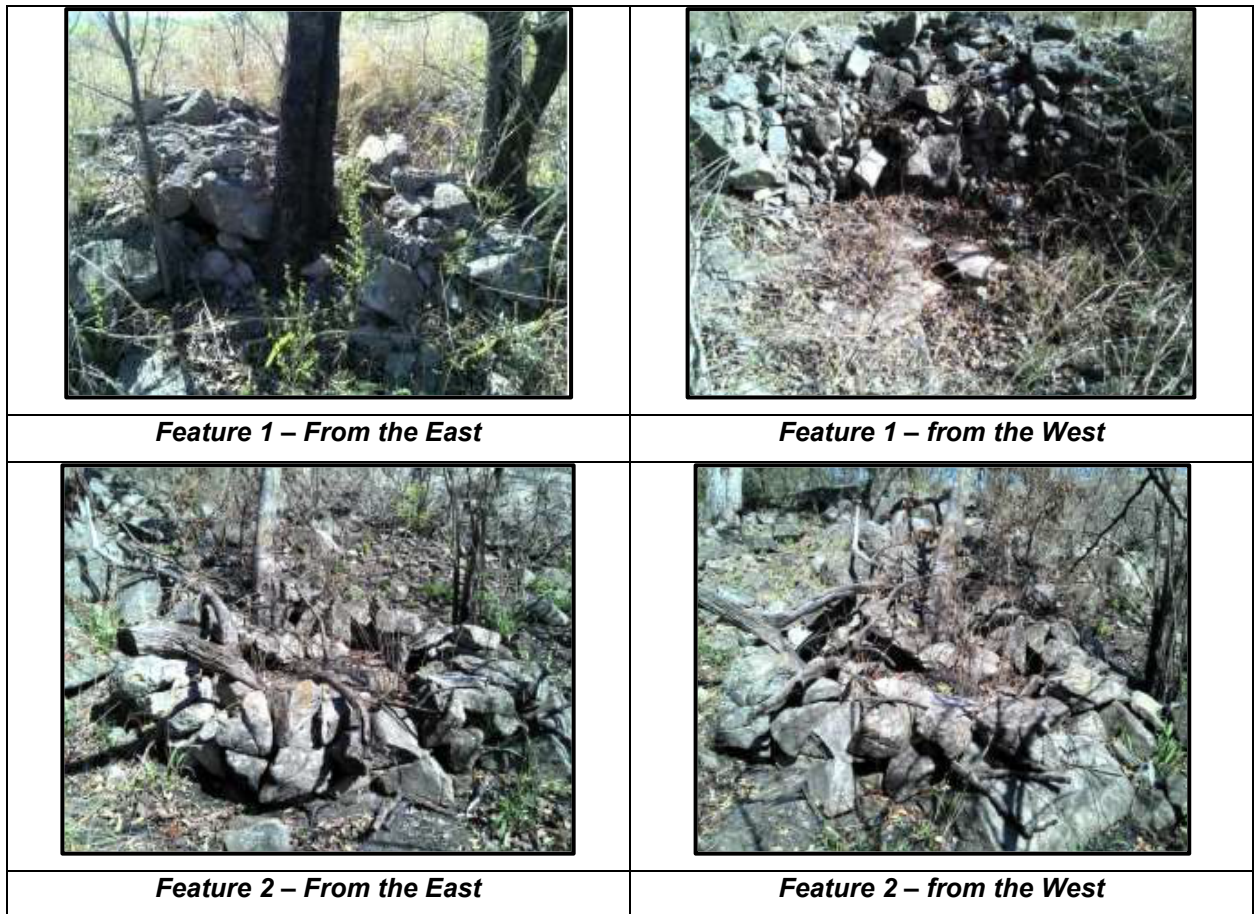 Feature 1 – From the East
Feature 1 – from the West
Feature 2 – From the East
Feature 2 – from the West